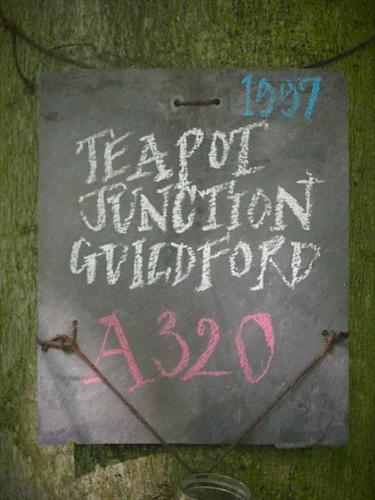 1997
TEAPOT
JUNCTION
GUILDFORD
A320